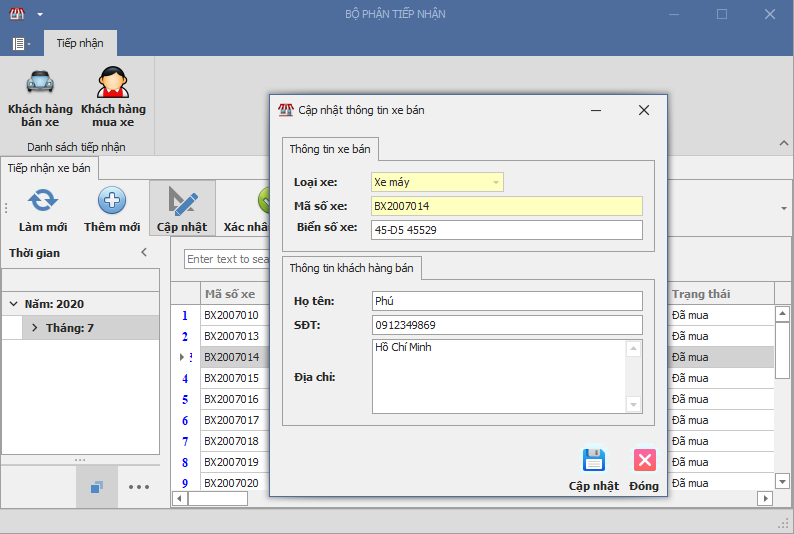 BỘ PHẬN TIẾP NHẬN
Tiếp nhận
Khách hàng bán xe
Khách hàng mua xe
Danh sách tiếp nhận
Tiếp nhận xe bán
Làm mới
Thêm mới
Cập nhật
Xác nhâ
Thời gian
Năm: 2020
Tháng: 7
Enter text to sea
Mã số xe
Trạng thái
1 BX2007010 Đã mua
2 BX2007013 Đã mua
BX2007014 Đã mua
4 BX2007015 Đã mua
5 BX2007016 Đã mua
6 BX2007017 Đã mua
7 BX2007018 Đã mua
8 BX2007019 Đã mua
9 BX2007020 Đã mua
Cập nhật thông tin xe bán
Thông tin xe bán
Loại xe: Xe máy
Mã số xe: BX2007014
Biển số xe: 45-D5 45529
Thông tin khách hàng bán
Họ tên: Phú
SĐT: 0912349869
Địa chỉ: Hồ Chí Minh
Cập nhật
Đóng